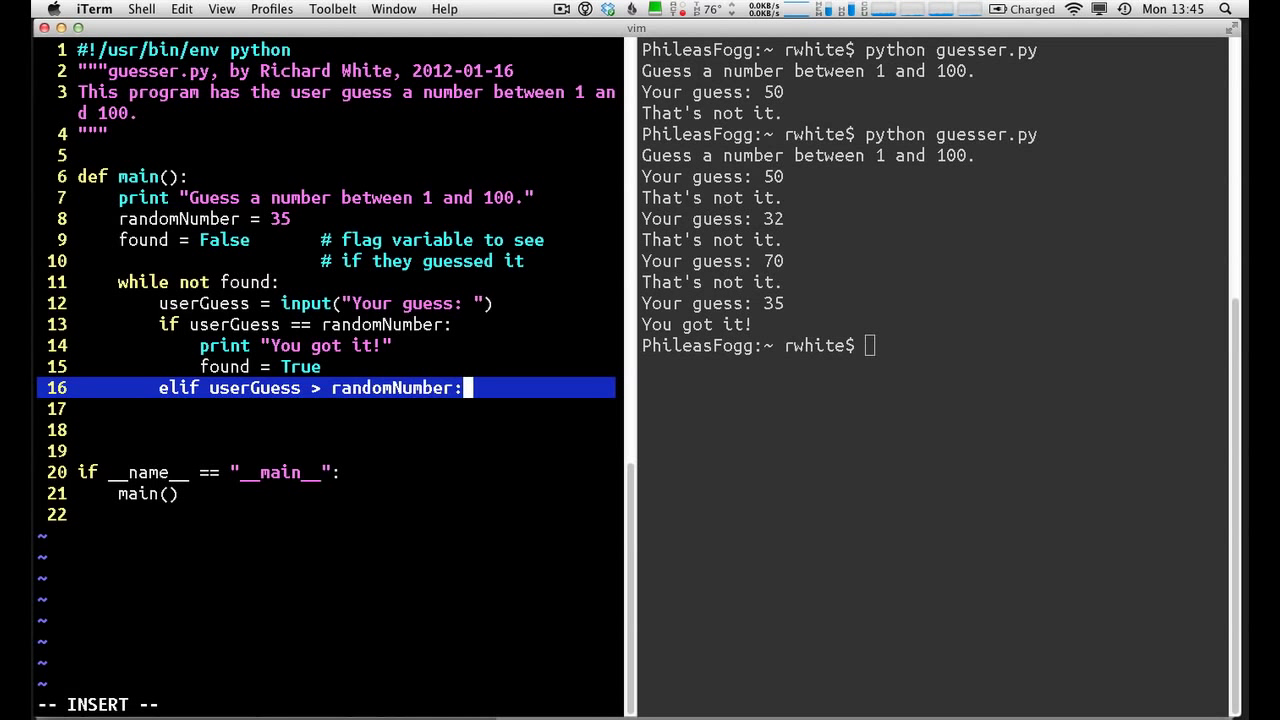 iTerm Shell Edit View Profiles Toolbelt Window Help 76° 0.0KB/s 0.0KB/s Charged Mon 13:45
vim
1 #!/usr/bin/env python
2 """guesser.py, by Richard White, 2012-01-16
3 This program has the user guess a number between 1 an
d 100.
4 """
5
6 def main():
7 print "Guess a number between 1 and 100."
8 randomNumber = 35
9 found = False # flag variable to see
10 # if they guessed it
11 while not found:
12 userGuess = input("Your guess: ")
13 if userGuess == randomNumber:
14 print "You got it!"
15 found = True
16 elif userGuess > randomNumber:
17
18
19
20 if __name__ == "__main__":
21 main()
22
~
~
~
~
~
~
~
~
-- INSERT --
PhileasFogg:~ rwhite$ python guesser.py
Guess a number between 1 and 100.
Your guess: 50
That's not it.
PhileasFogg:~ rwhite$ python guesser.py
Guess a number between 1 and 100.
Your guess: 50
That's not it.
Your guess: 32
That's not it.
Your guess: 70
That's not it.
Your guess: 35
You got it!
PhileasFogg:~ rwhite$